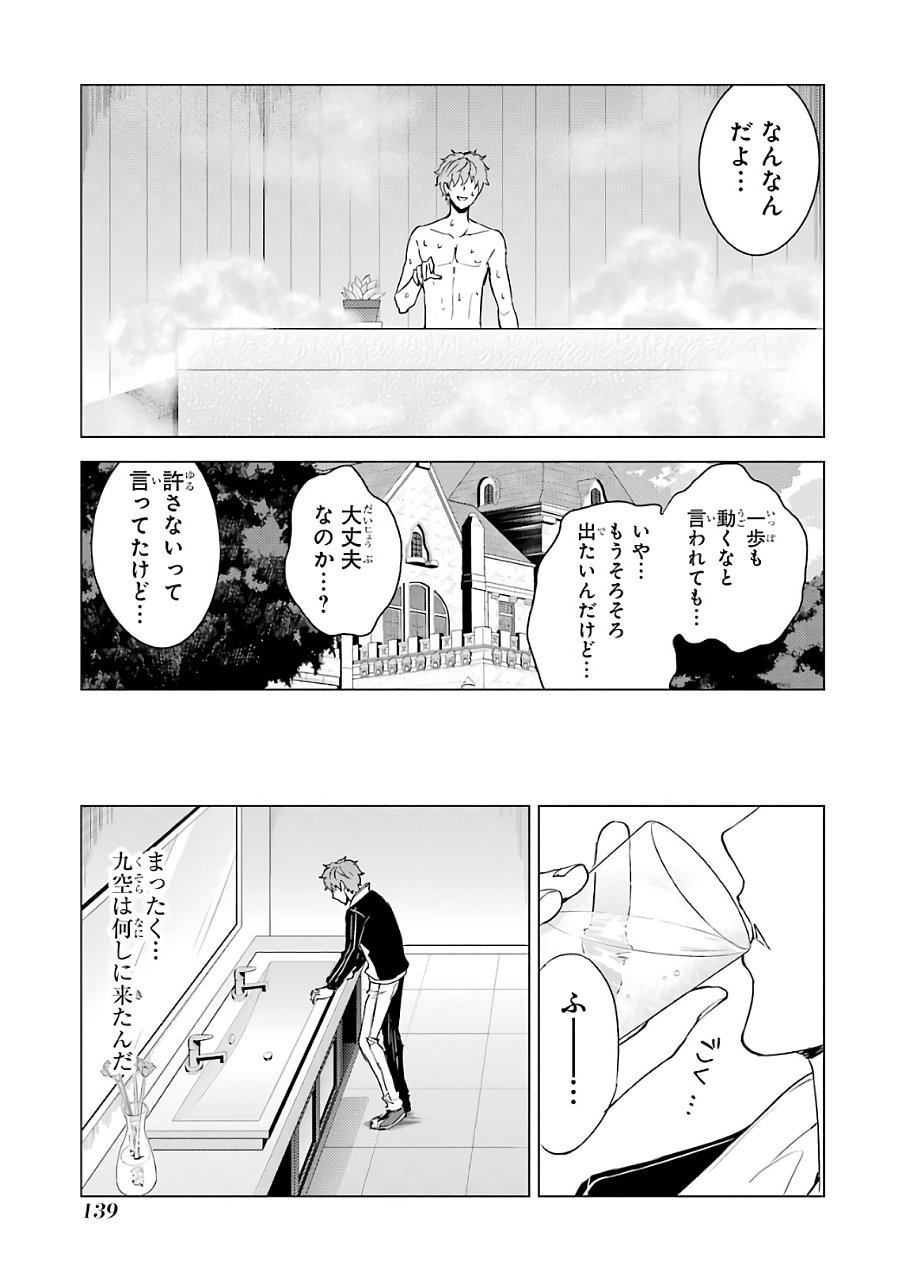 なんなん
だよ…
一歩も
動くなと
言われても…
いや…
もうそろそろ
出たいんだけど…
大丈夫
なのか…?
許さないって
言ってたけど…
ふーー…
ゴク…
まったく…
九空は何しに来たんだ
139